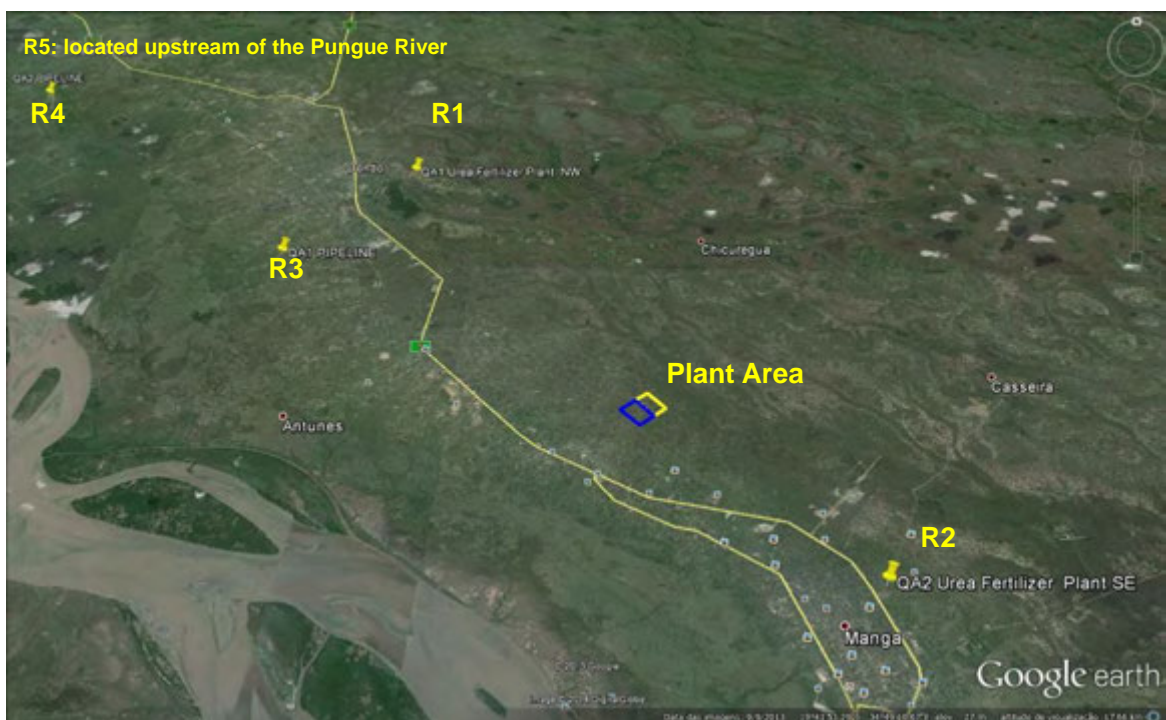 R5: located upstream of the Pungue River
QA2 PIPELINE
R4
R1
QA1 Urea Fertilizer Plant NW
QA1 PIPELINE
R3
Chicuregua
Plant Area
Casseira
Antunes
R2
QA2 Urea Fertilizer Plant SE
Manga
Google earth